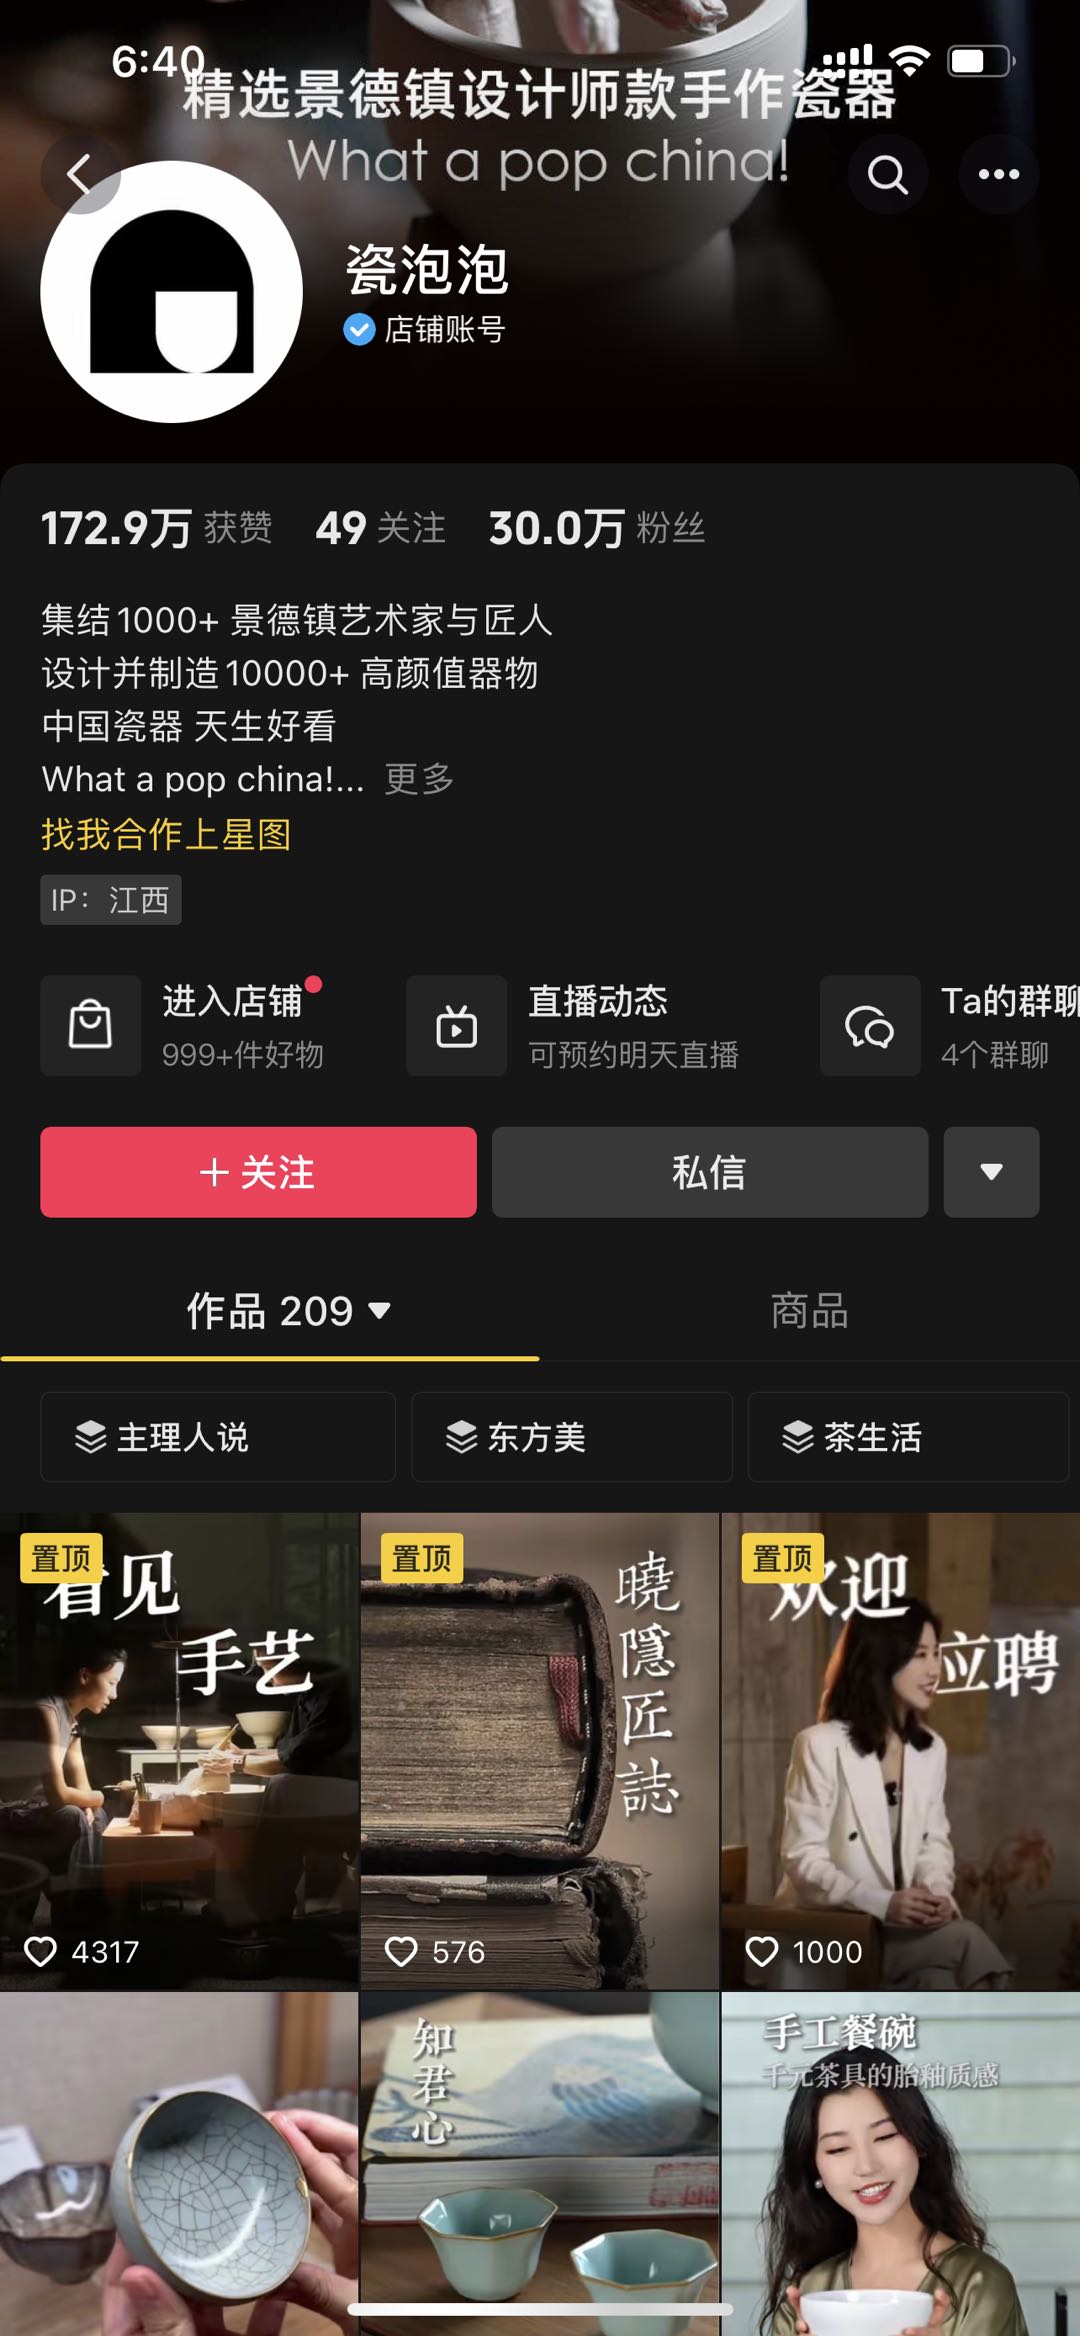 6:40
精选景德镇设计师款手作瓷器
What a pop china!
瓷泡泡
店铺账号
172.9万 获赞 49 关注 30.0万 粉丝
集结1000+ 景德镇艺术家与匠人
设计并制造10000+ 高颜值器物
中国瓷器 天生好看
What a pop china!... 更多
找我合作上星图
IP: 江西
进入店铺
999+件好物
直播动态
可预约明天直播
Ta的群聊
4个群聊
关注
私信
作品 209
商品
主理人说
东方美
茶生活
置顶
看见
手艺
4317
置顶
曉隱匠誌
576
置顶
欢迎
应聘
1000
知君心
手工餐碗
千元茶具的胎釉质感